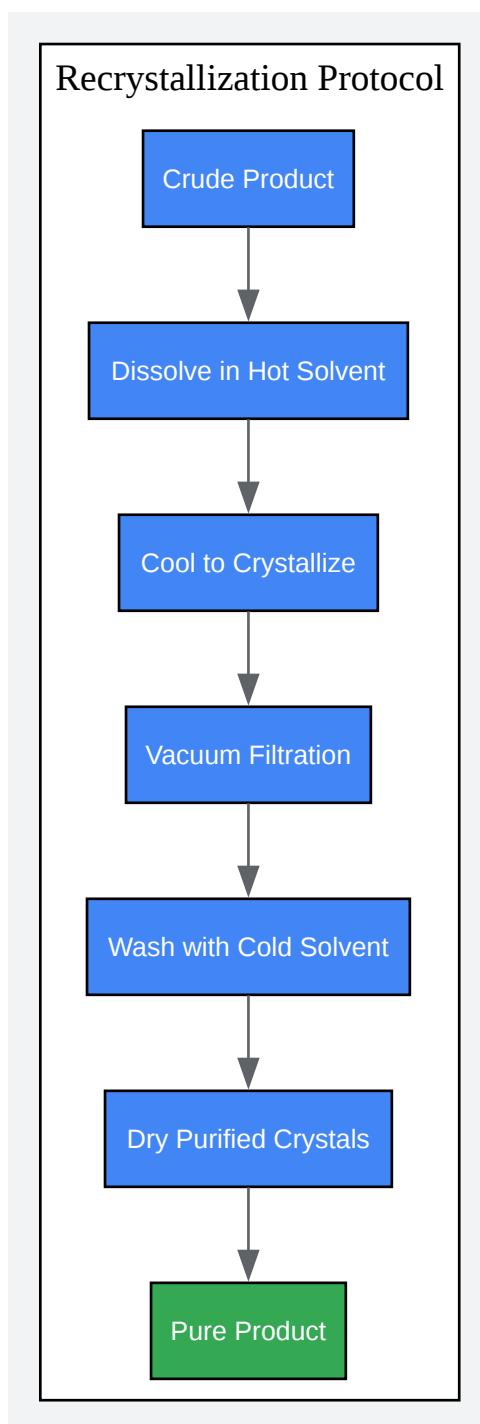 Recrystallization Protocol
Crude Product
Dissolve in Hot Solvent
Cool to Crystallize
Vacuum Filtration
Wash with Cold Solvent
Dry Purified Crystals
Pure Product